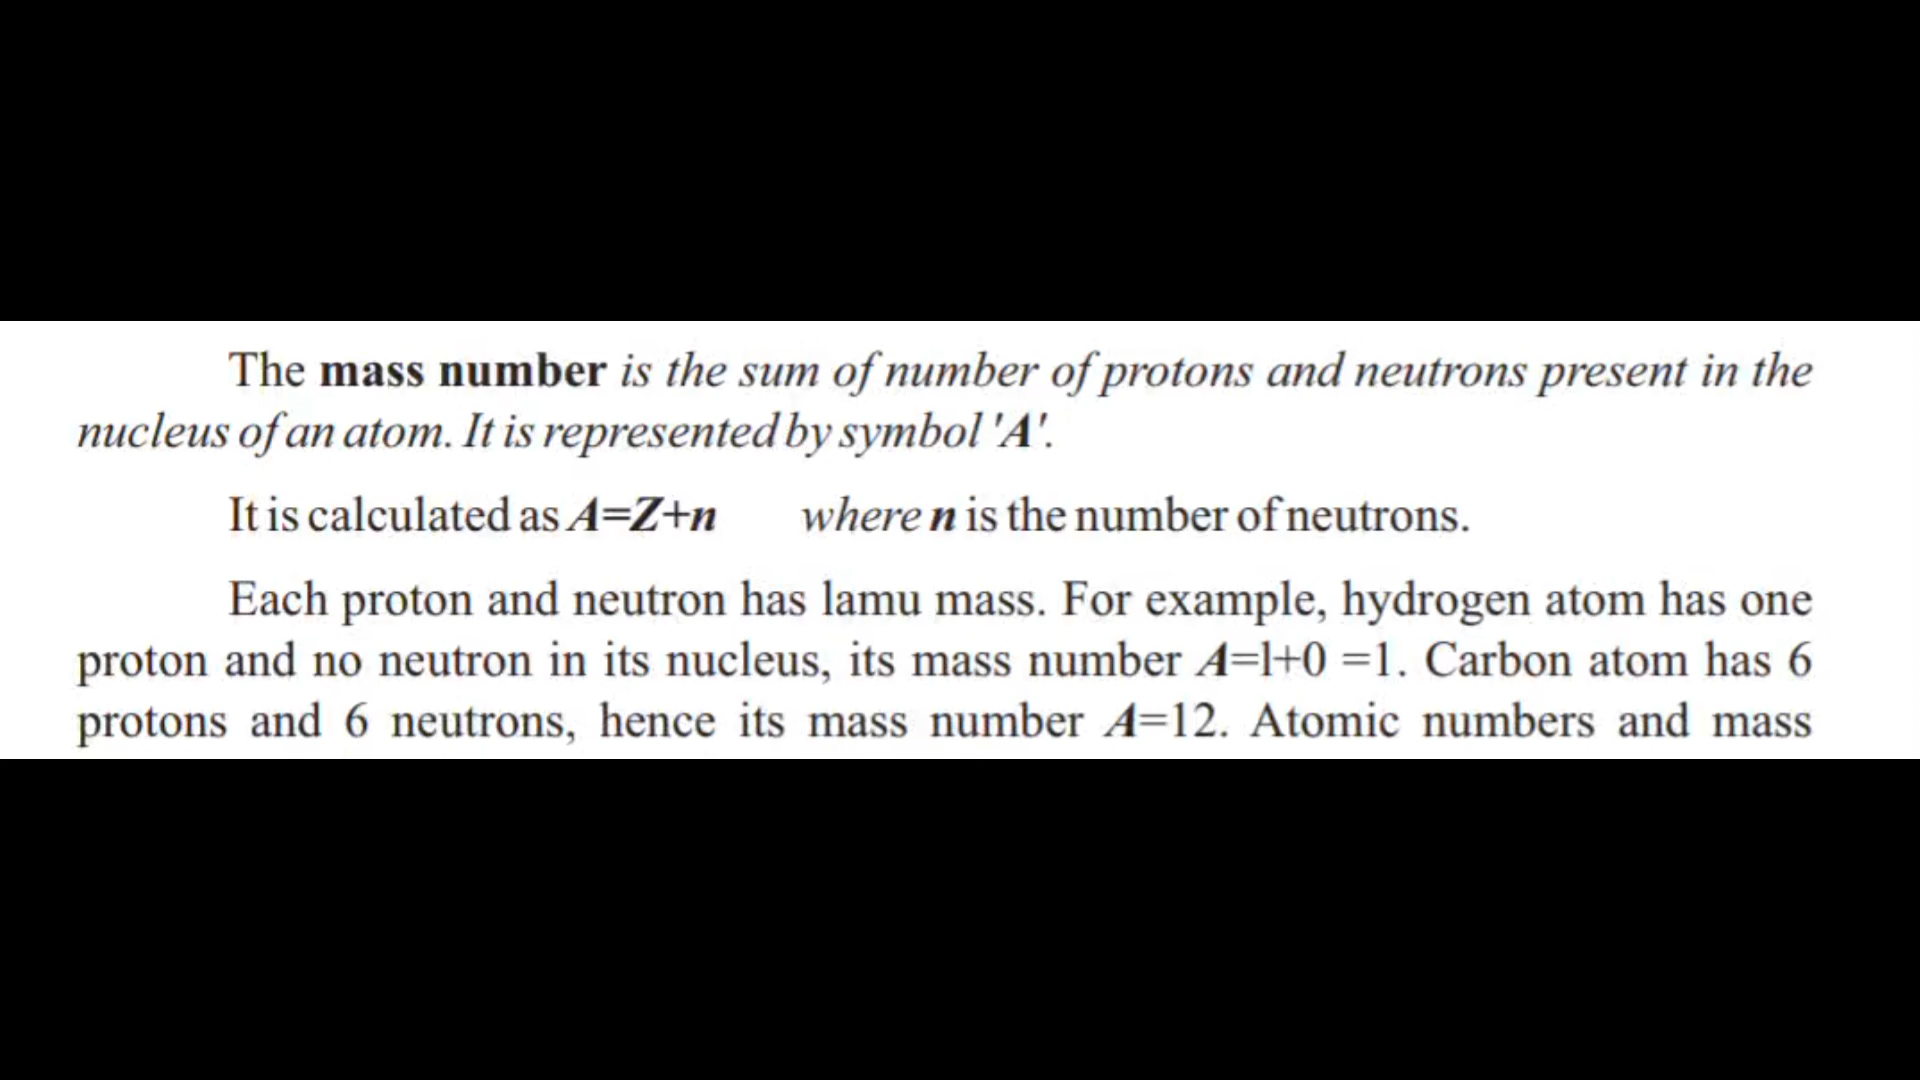 The mass number is the sum of number of protons and neutrons present in the
nucleus of an atom. It is represented by symbol 'A'.
It is calculated as A=Z+n where n is the number of neutrons.
Each proton and neutron has lamu mass. For example, hydrogen atom has one
proton and no neutron in its nucleus, its mass number A=l+0 =1. Carbon atom has 6
protons and 6 neutrons, hence its mass number A=12. Atomic numbers and mass